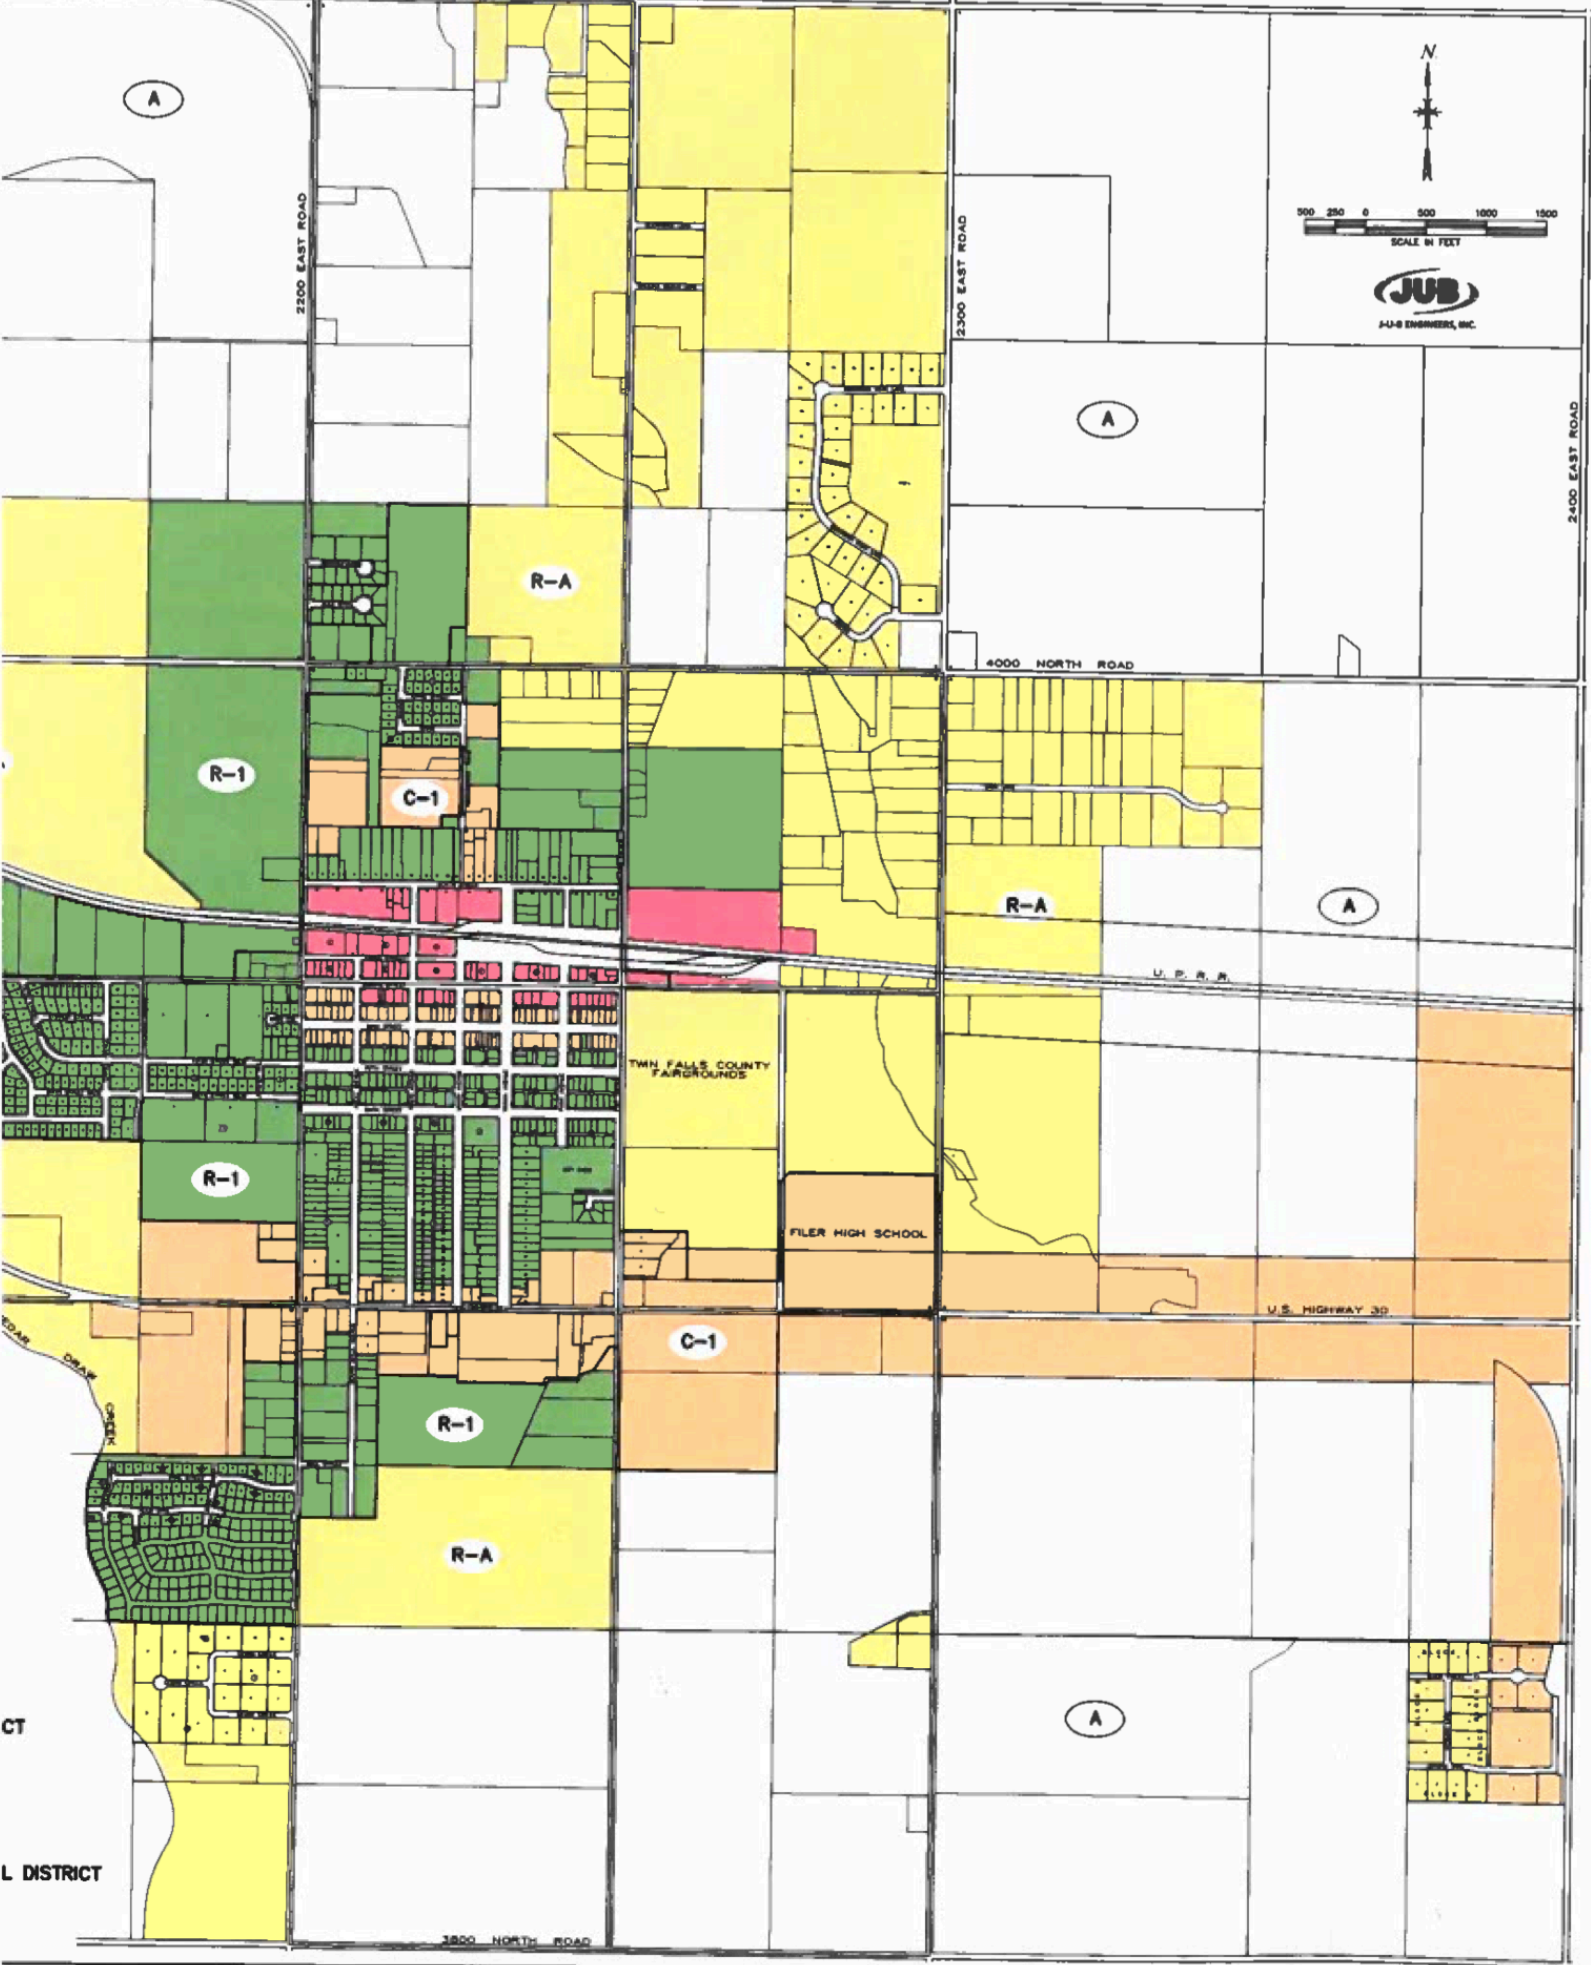 N
A
500 250 0 500 1000 1500
SCALE IN FEET
2200 EAST ROAD
2300 EAST ROAD
JUB
J-U-B ENGINEERS, INC.
A
2400 EAST ROAD
R-A
4000 NORTH ROAD
R-1
C-1
R-A
A
U. P. R. R.
TWIN FALLS COUNTY
FAIRGROUNDS
R-1
FILER HIGH SCHOOL
U.S. HIGHWAY 30
C-1
EDAR
DRAW
CREEK
R-1
R-A
A
CT
L DISTRICT
3800 NORTH ROAD